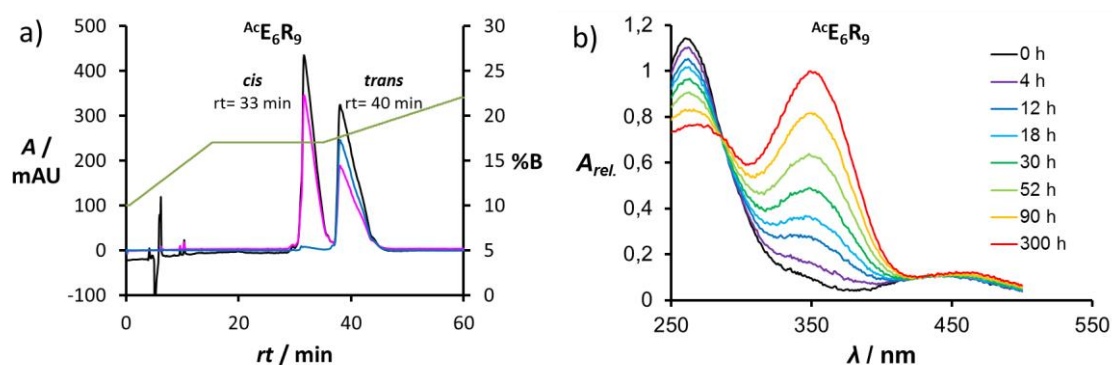 a)
ᴬᶜE₆R₉
500
400
300
200
100
0
-100
A /
mAU
cis
rt= 33 min
trans
rt= 40 min
30
25
20
15
10
5
0
%B
0
20
40
60
rt / min
b)
ᴬᶜE₆R₉
1,2
1
0,8
0,6
0,4
0,2
0
A rel.
250
350
450
550
λ / nm
0 h
4 h
12 h
18 h
30 h
52 h
90 h
300 h